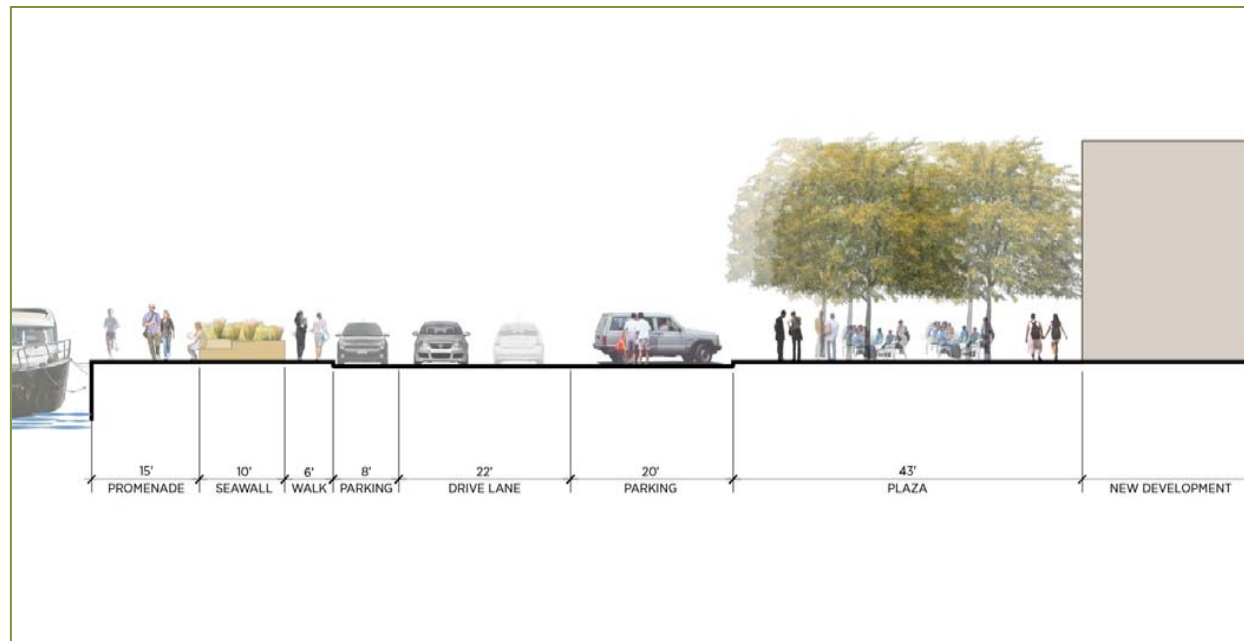 15' 10' 6' 8' 22' 20' 43'
PROMENADE SEAWALL WALK PARKING DRIVE LANE PARKING PLAZA NEW DEVELOPMENT